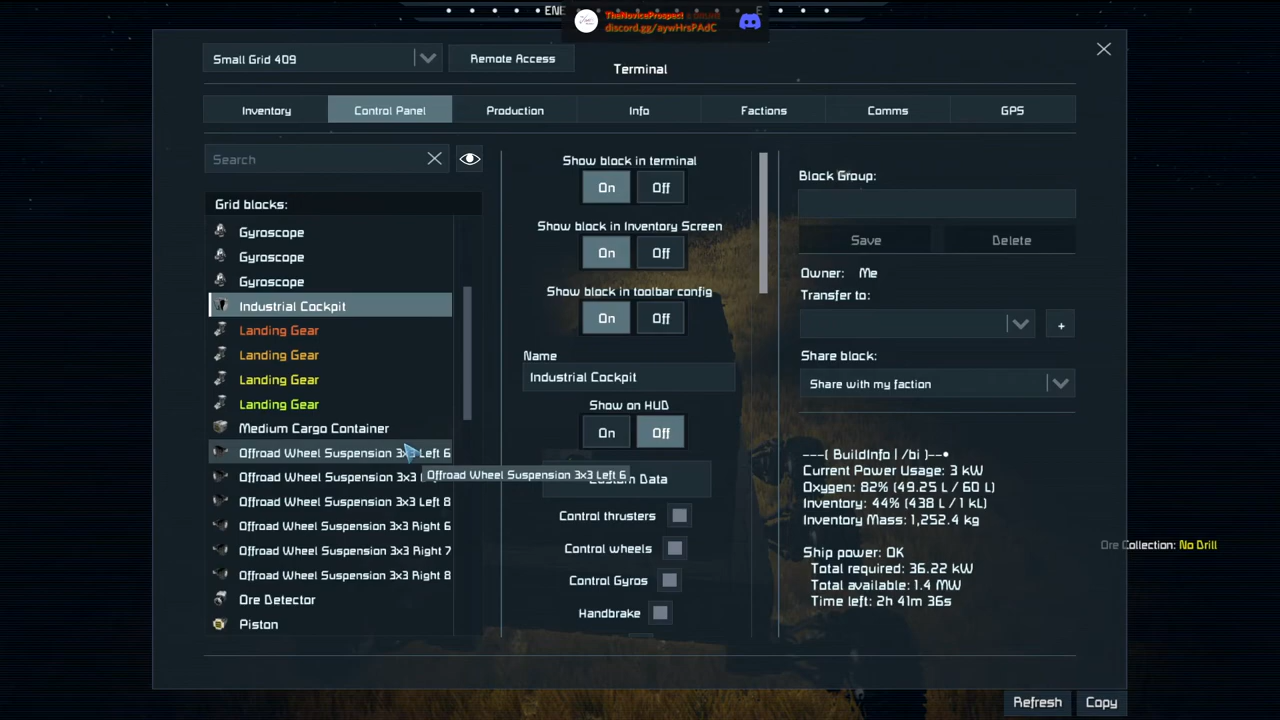 ENE
TheNoviceProspect
discord.gg/aywHrsPAdC
Small Grid 409
Remote Access
Terminal
Inventory
Control Panel
Production
Info
Factions
Comms
GPS
Search
Grid blocks:
Gyroscope
Gyroscope
Gyroscope
Industrial Cockpit
Landing Gear
Landing Gear
Landing Gear
Landing Gear
Medium Cargo Container
Offroad Wheel Suspension 3x3 Left 6
Offroad Wheel Suspension 3x3
Offroad Wheel Suspension 3x3 Left 6
Offroad Wheel Suspension 3x3 Left 8
Offroad Wheel Suspension 3x3 Right 6
Offroad Wheel Suspension 3x3 Right 7
Offroad Wheel Suspension 3x3 Right 8
Ore Detector
Piston
Show block in terminal
On Off
Show block in Inventory Screen
On Off
Show block in toolbar config
On Off
Name
Industrial Cockpit
Show on HUD
On Off
Custom Data
Control thrusters
Control wheels
Control Gyros
Handbrake
Block Group:
Save
Delete
Owner: Me
Transfer to:
+
Share block:
Share with my faction
---( BuildInfo | /bi )--•
Current Power Usage: 3 kW
Oxygen: 82% (49.25 L / 60 L)
Inventory: 44% (438 L / 1 kL)
Inventory Mass: 1,252.4 kg
Ship power: OK
Total required: 36.22 kW
Total available: 1.4 MW
Time left: 2h 41m 36s
Ore Collection: No Drill
Refresh
Copy